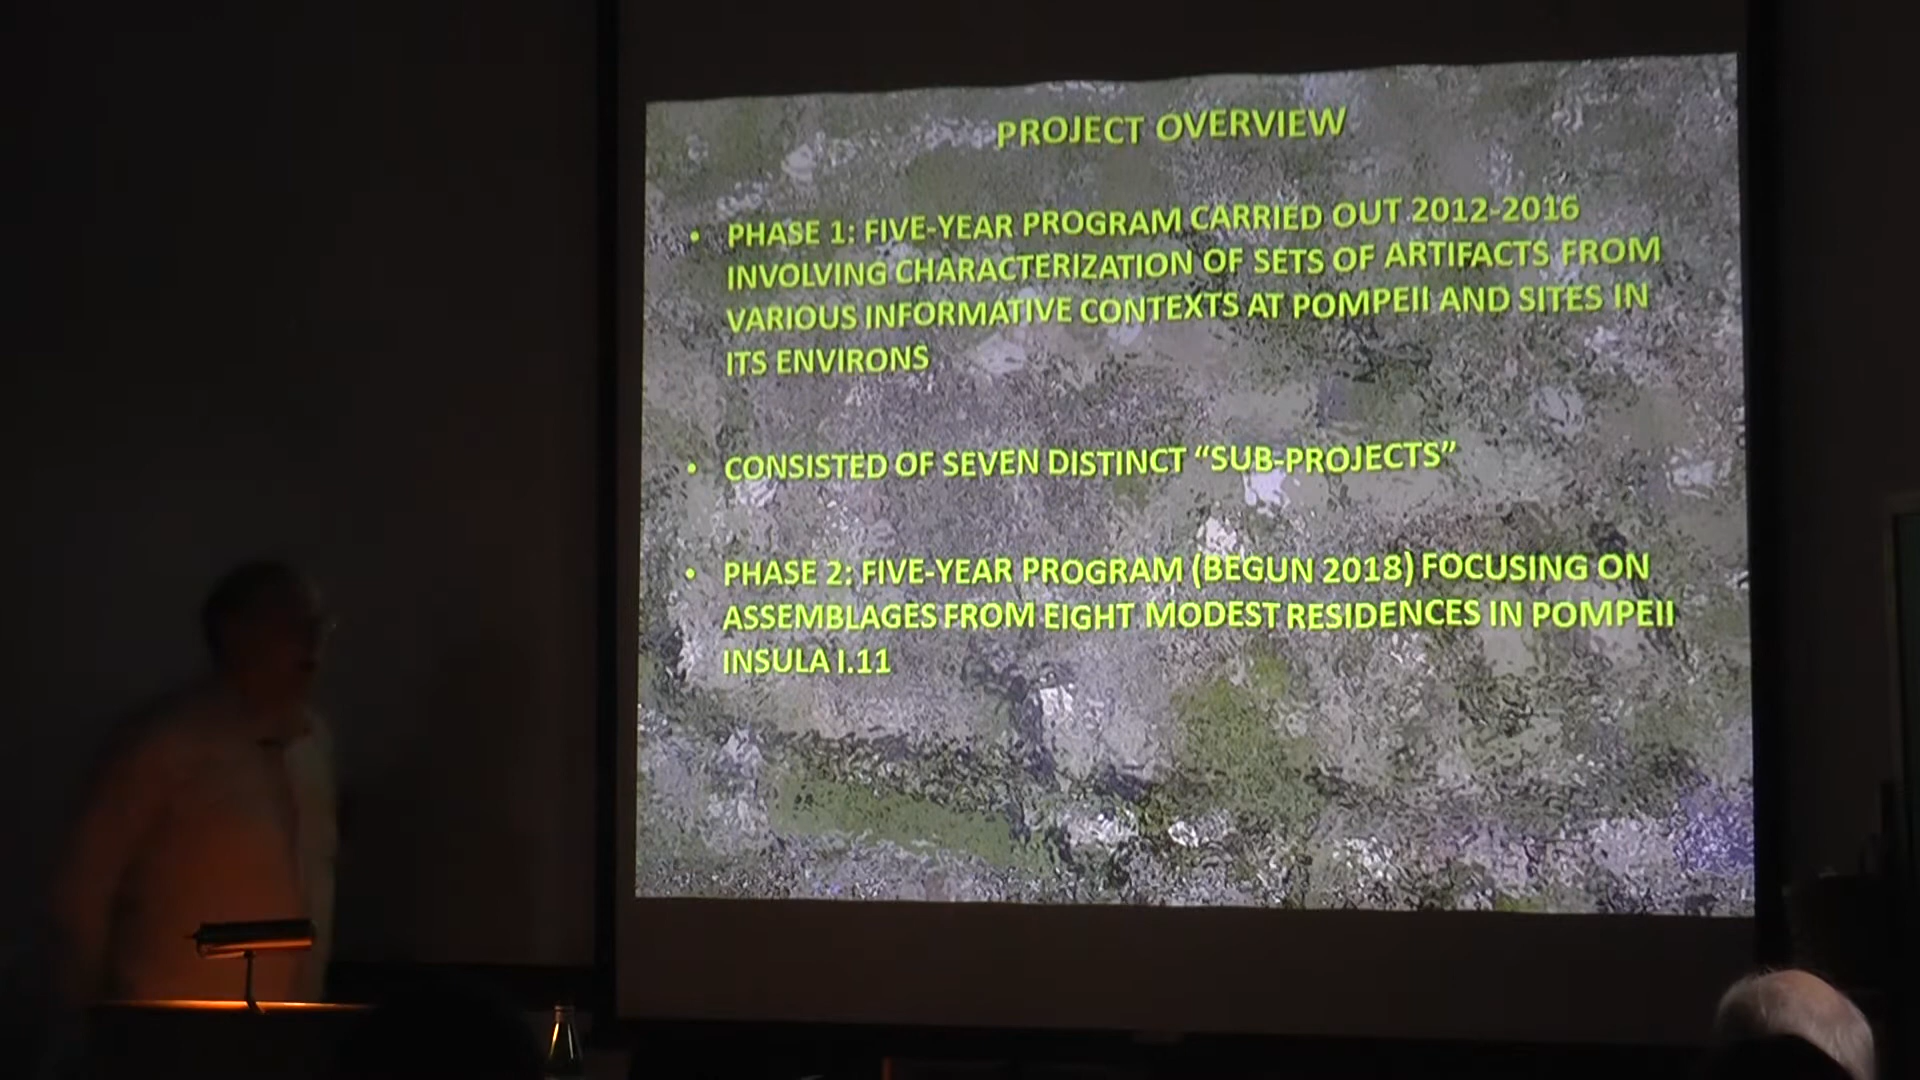 PROJECT OVERVIEW
• PHASE 1: FIVE-YEAR PROGRAM CARRIED OUT 2012-2016
INVOLVING CHARACTERIZATION OF SETS OF ARTIFACTS FROM
VARIOUS INFORMATIVE CONTEXTS AT POMPEII AND SITES IN
ITS ENVIRONS
• CONSISTED OF SEVEN DISTINCT “SUB-PROJECTS”
• PHASE 2: FIVE-YEAR PROGRAM (BEGUN 2018) FOCUSING ON
ASSEMBLAGES FROM EIGHT MODEST RESIDENCES IN POMPEII
INSULA I.11